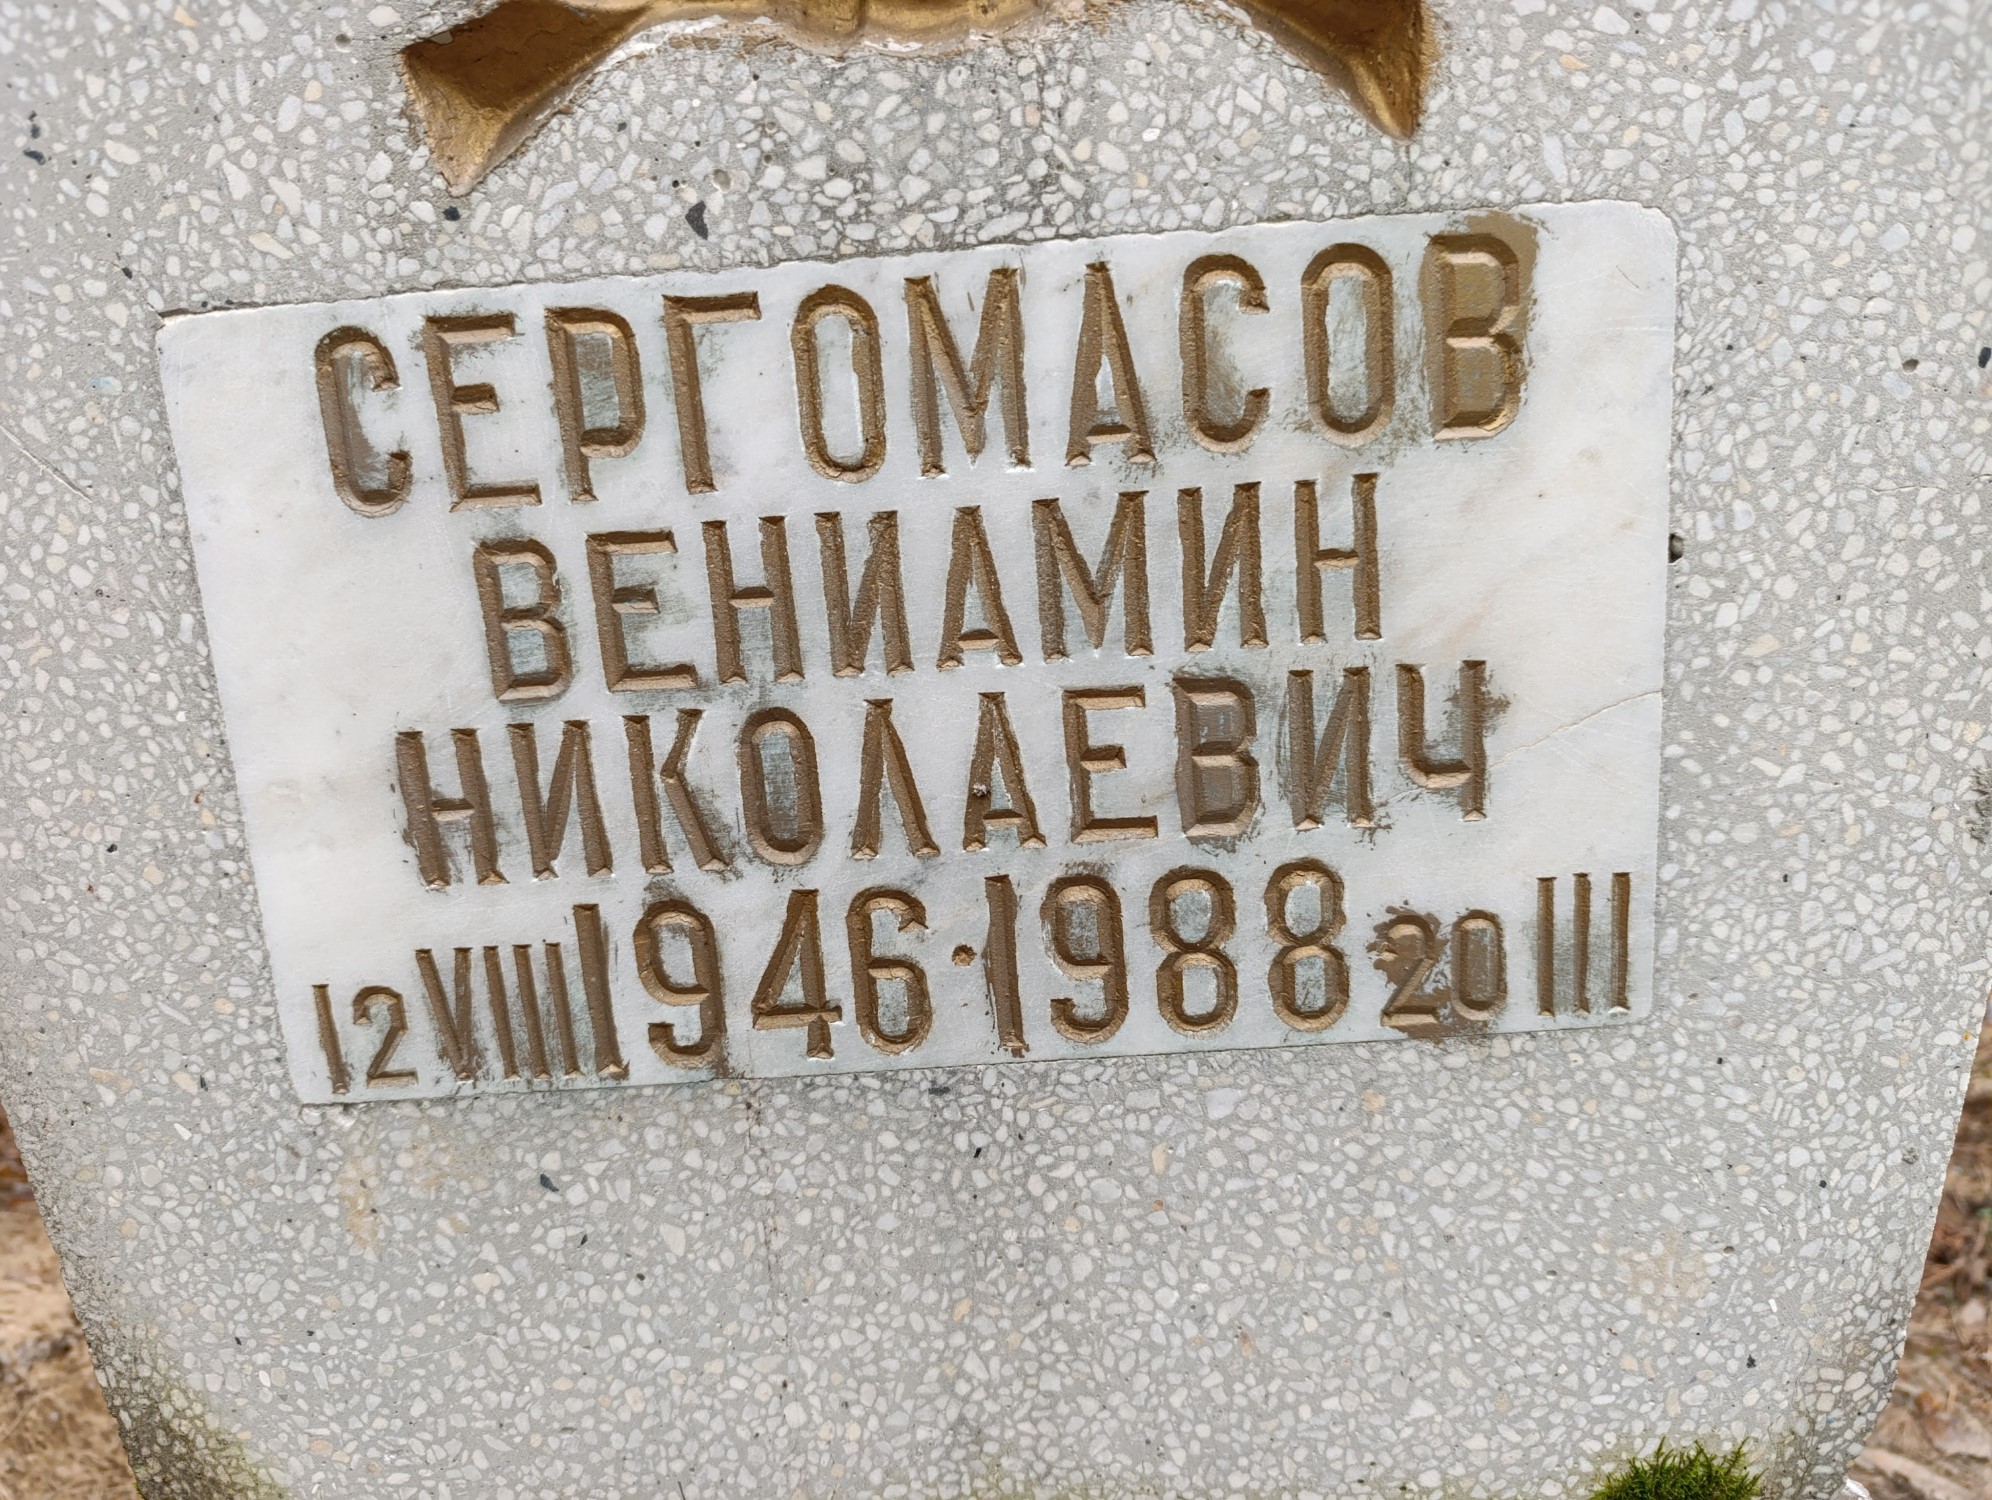 СЕРГОМАСОВ
ВЕНИАМИН
НИКОЛАЕВИЧ
12 VIII 1946·1988 20 III